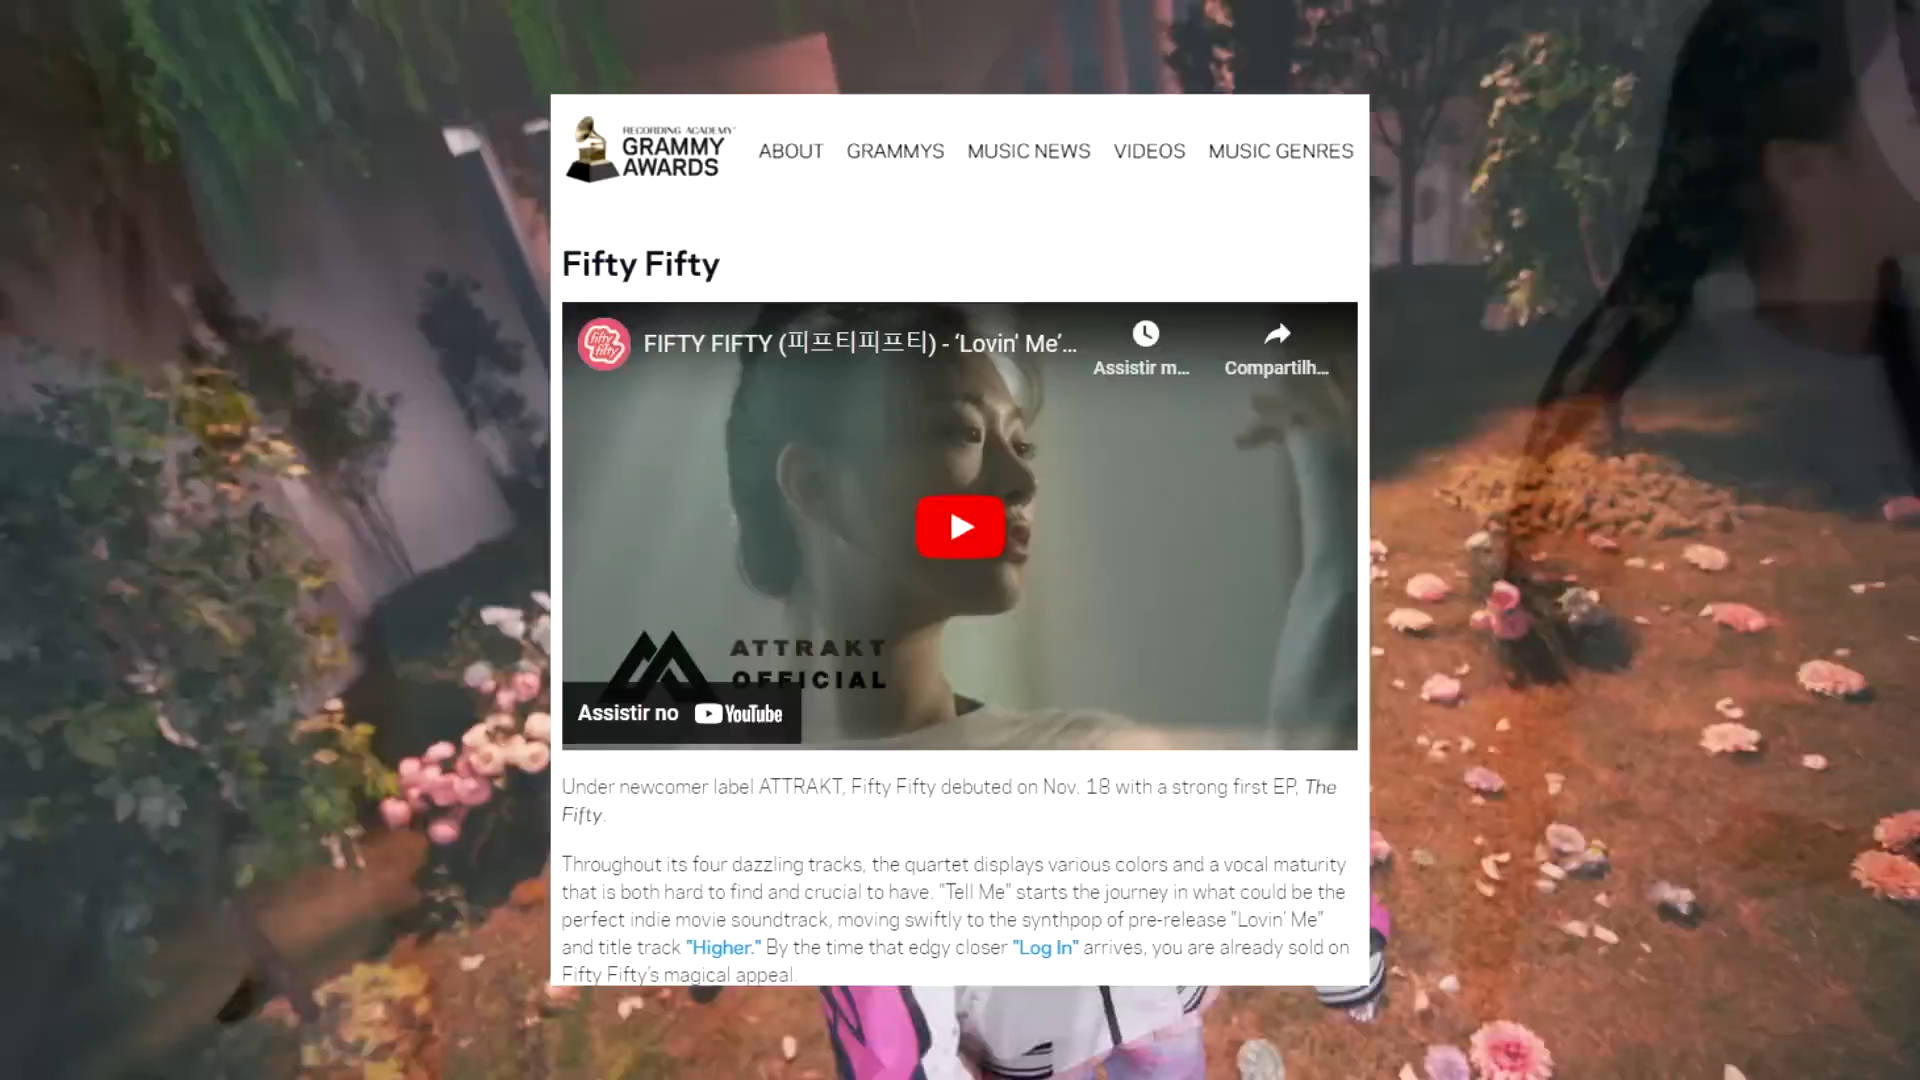 RECORDING ACADEMY
GRAMMY
AWARDS
ABOUT GRAMMYS MUSIC NEWS VIDEOS MUSIC GENRES
Fifty Fifty
fifty fifty
FIFTY FIFTY (피프티피프티) - ‘Lovin' Me’...
Assistir m...
Compartilh...
ATTRAKT
OFFICIAL
Assistir no YouTube
Under newcomer label ATTRAKT, Fifty Fifty debuted on Nov. 18 with a strong first EP, The
Fifty.
Throughout its four dazzling tracks, the quartet displays various colors and a vocal maturity
that is both hard to find and crucial to have. "Tell Me" starts the journey in what could be the
perfect indie movie soundtrack, moving swiftly to the synthpop of pre-release "Lovin’ Me"
and title track "Higher." By the time that edgy closer "Log In" arrives, you are already sold on
Fifty Fifty’s magical appeal.